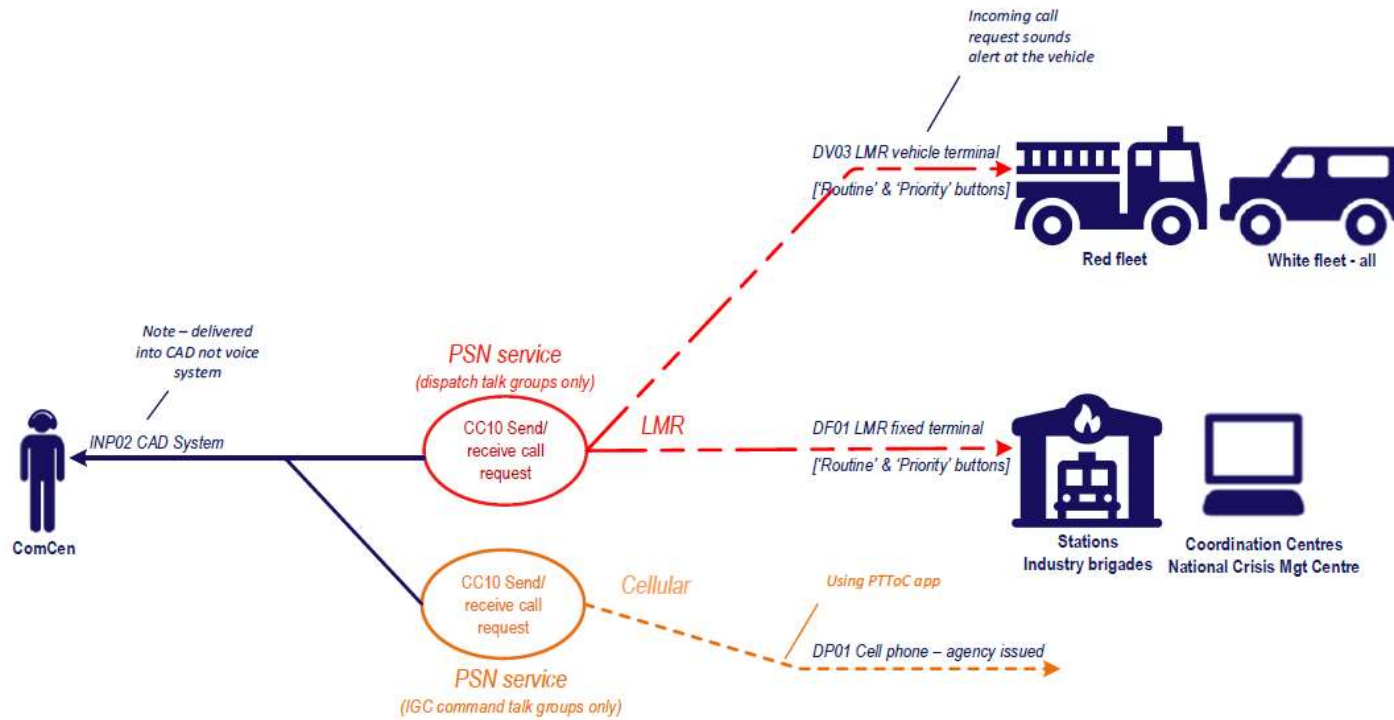 Incoming call
request sounds
alert at the vehicle
DV03 LMR vehicle terminal
['Routine' & 'Priority' buttons]
Red fleet
White fleet - all
Note – delivered
into CAD not voice
system
PSN service
(dispatch talk groups only)
CC10 Send/
receive call
request
LMR
INP02 CAD System
ComCen
DF01 LMR fixed terminal
['Routine' & 'Priority' buttons]
Stations
Industry brigades
Coordination Centres
National Crisis Mgt Centre
CC10 Send/
receive call
request
Cellular
Using PTToC app
DP01 Cell phone – agency issued
PSN service
(IGC command talk groups only)